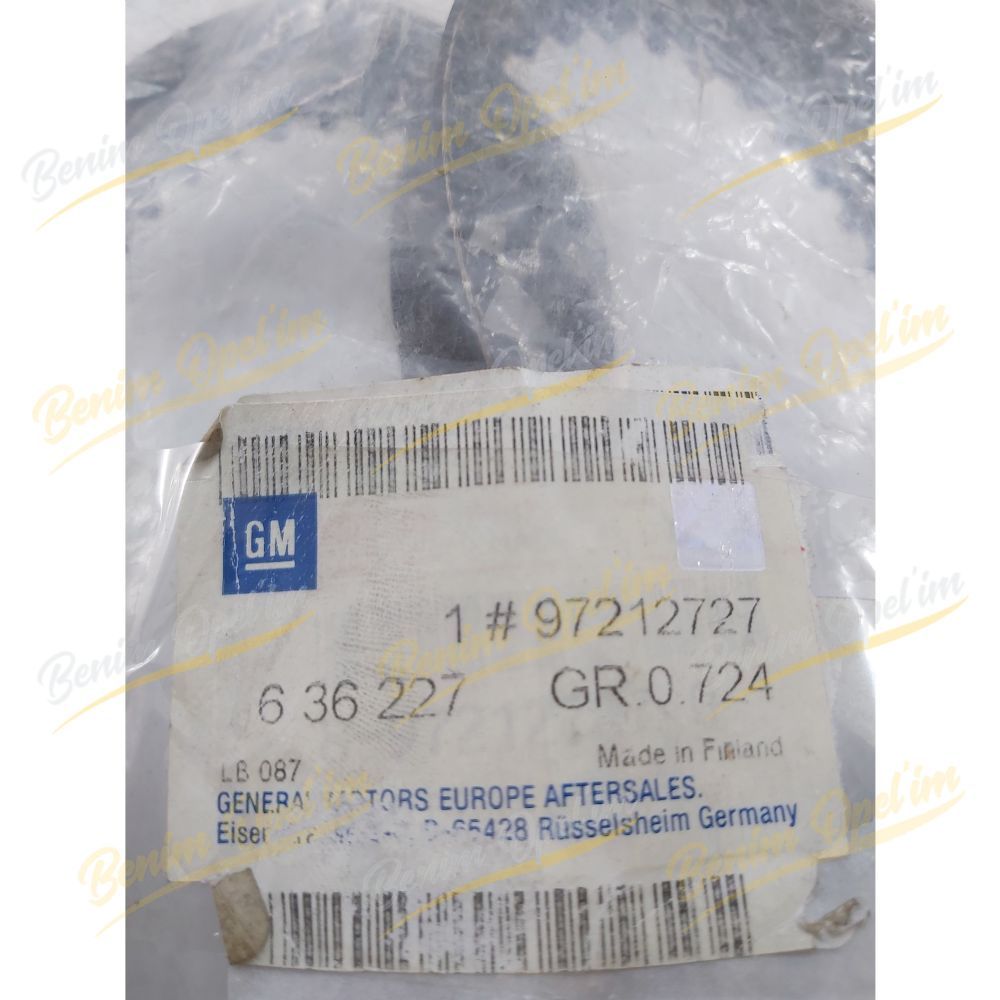 GM
1 # 97212727
6 36 227 GR.0.724
Made in Finland
LB 087
GENERAL MOTORS EUROPE AFTERSALES.
65428 Rüsselsheim Germany
Benim Opel'im